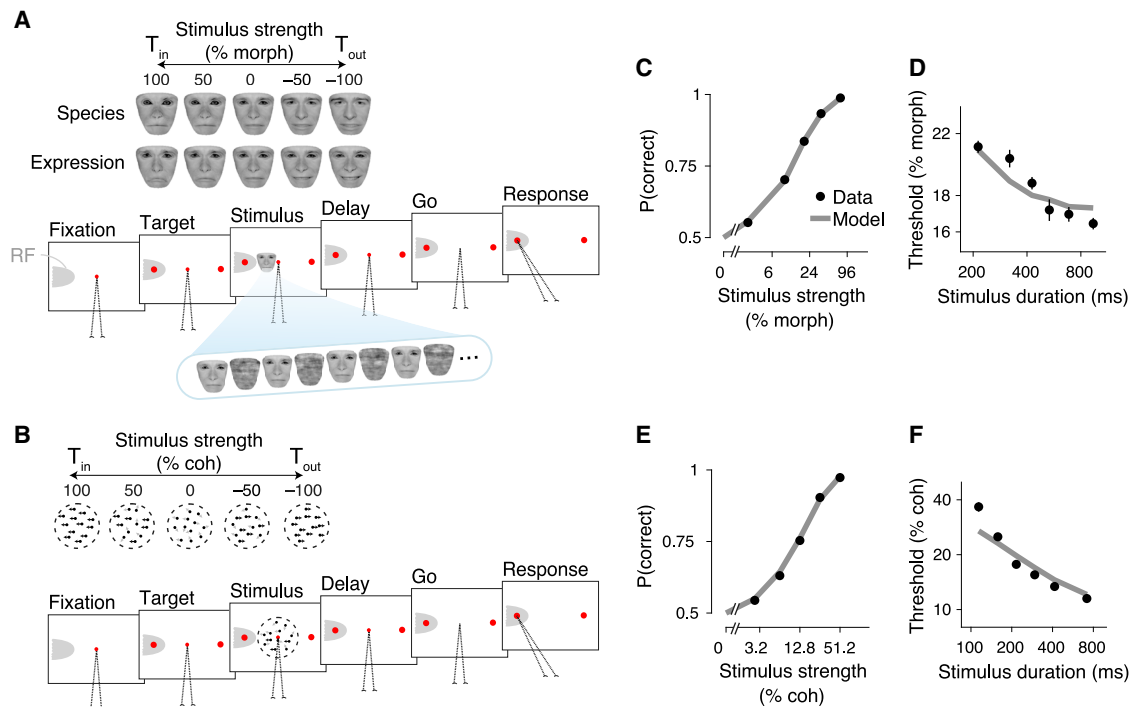 A
Stimulus strength
(% morph)
T_in T_out
100 50 0 –50 –100
Species
Expression
Fixation Target Stimulus Delay Go Response
RF
...
B
Stimulus strength
(% coh)
T_in T_out
100 50 0 –50 –100
Fixation Target Stimulus Delay Go Response
C
P(correct)
1
0.75
0.5
Data
Model
0 6 24 96
Stimulus strength
(% morph)
D
Threshold (% morph)
22
18
16
200 400 800
Stimulus duration (ms)
E
P(correct)
1
0.75
0.5
0 3.2 12.8 51.2
Stimulus strength
(% coh)
F
Threshold (% coh)
40
20
10
100 200 400 800
Stimulus duration (ms)